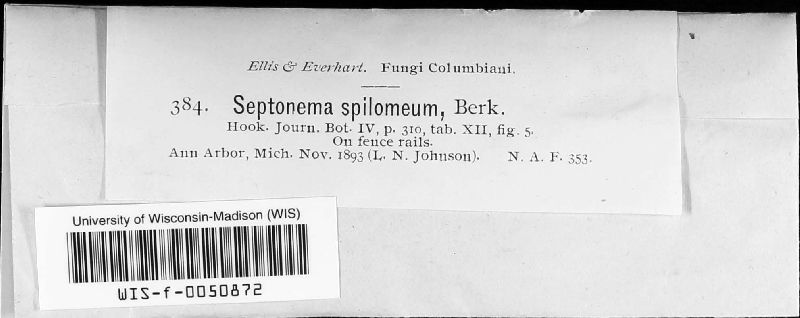 Ellis & Everhart. Fungi Columbiani.
384. Septonema spilomeum, Berk.
Hook. Journ. Bot. IV, p. 310, tab. XII, fig. 5.
On fence rails.
Ann Arbor, Mich. Nov. 1893 (L. N. Johnson). N. A. F. 353.
University of Wisconsin-Madison (WIS)
WIS-f-0050872